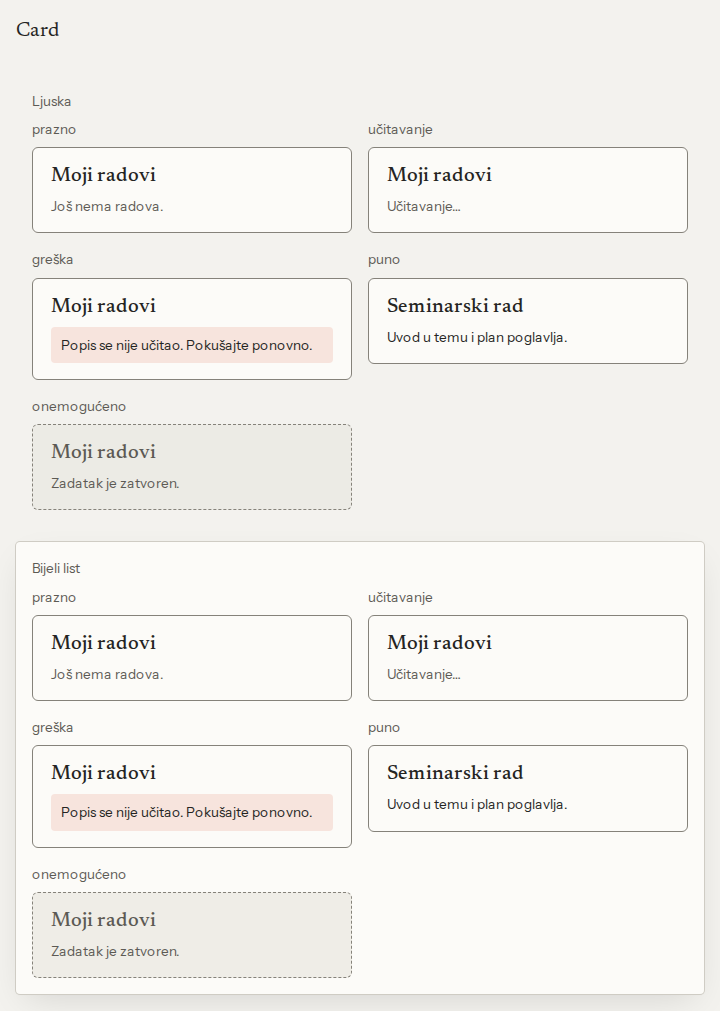 Card
Ljuska
prazno
učitavanje
Moji radovi
Još nema radova.
Moji radovi
Učitavanje…
greška
puno
Moji radovi
Popis se nije učitao. Pokušajte ponovno.
Seminarski rad
Uvod u temu i plan poglavlja.
onemogućeno
Moji radovi
Zadatak je zatvoren.
Bijeli list
prazno
učitavanje
Moji radovi
Još nema radova.
Moji radovi
Učitavanje…
greška
puno
Moji radovi
Popis se nije učitao. Pokušajte ponovno.
Seminarski rad
Uvod u temu i plan poglavlja.
onemogućeno
Moji radovi
Zadatak je zatvoren.